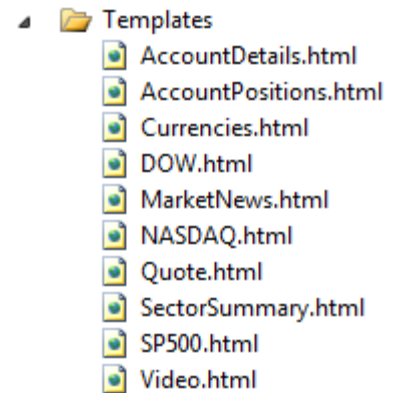 Templates
AccountDetails.html
AccountPositions.html
Currencies.html
DOW.html
MarketNews.html
NASDAQ.html
Quote.html
SectorSummary.html
SP500.html
Video.html